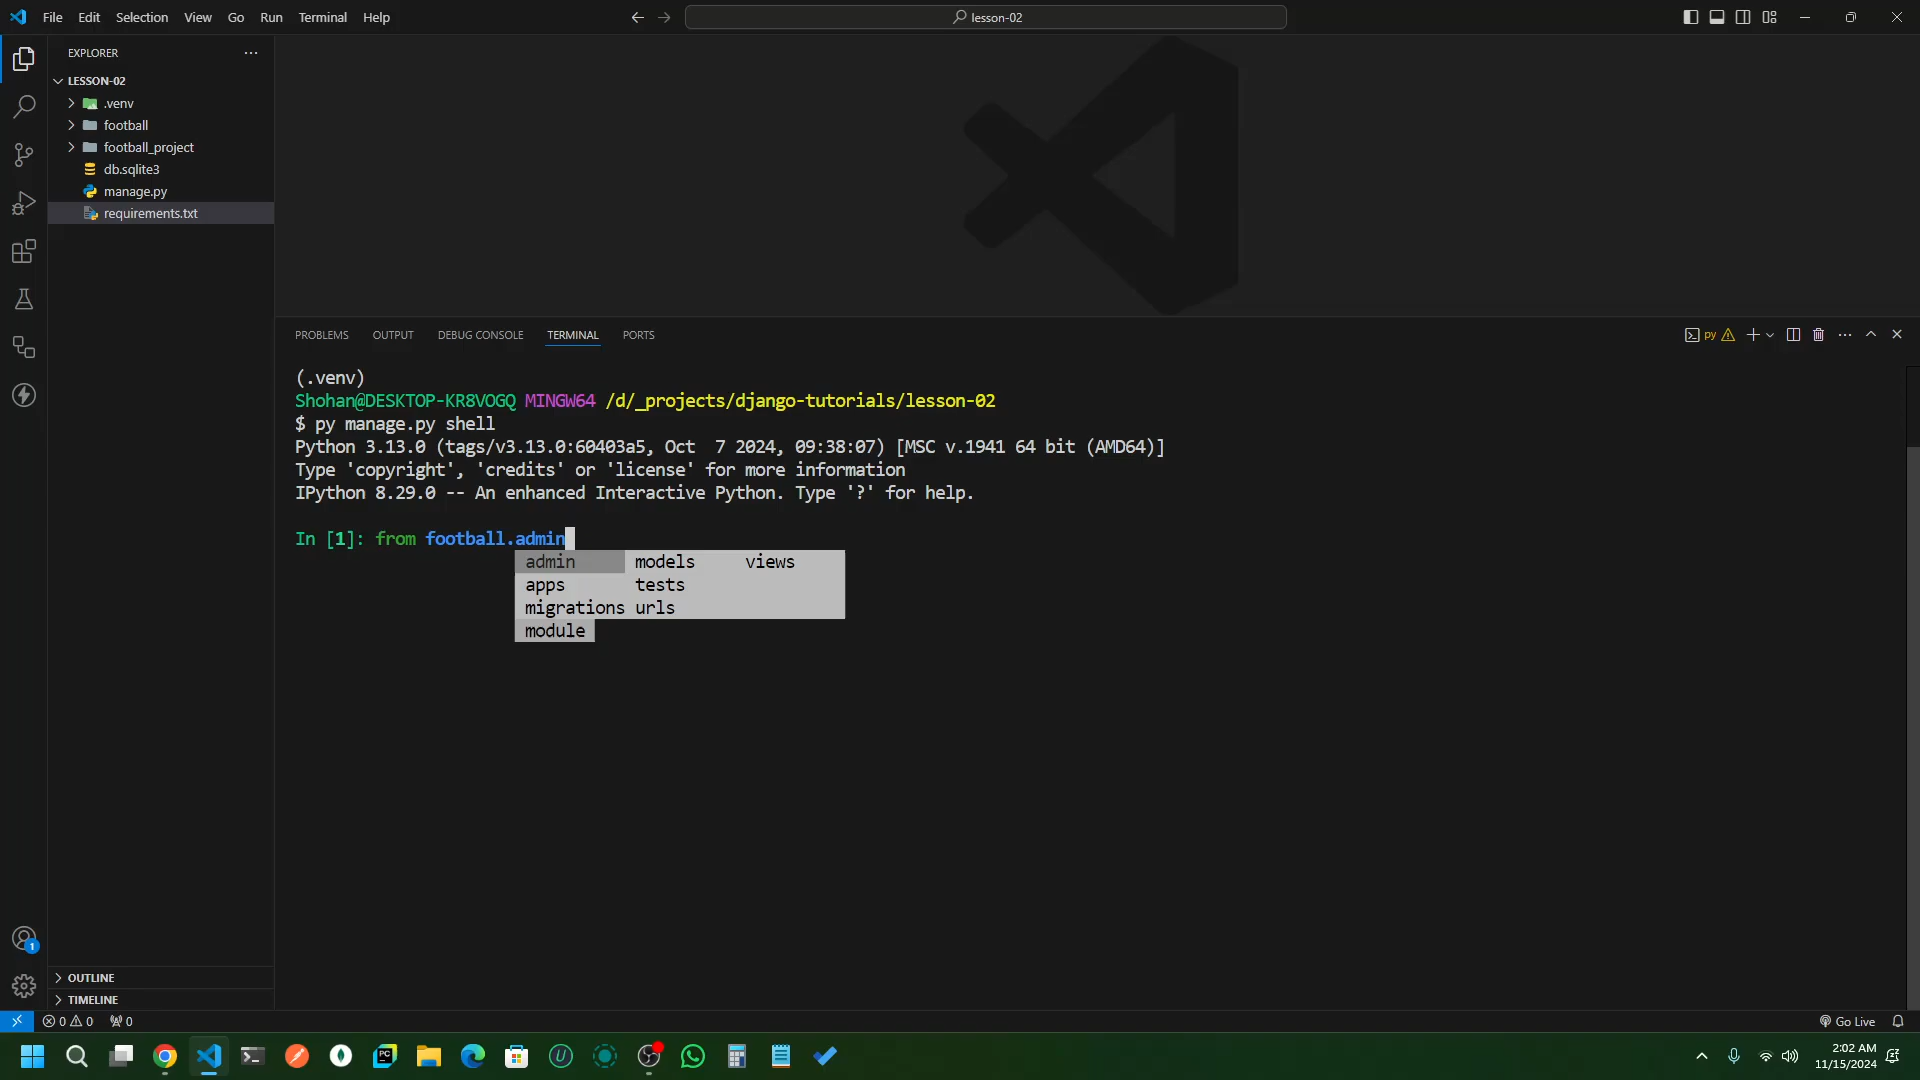 File Edit Selection View Go Run Terminal Help
lesson-02
EXPLORER
LESSON-02
.venv
football
football_project
db.sqlite3
manage.py
requirements.txt
PROBLEMS OUTPUT DEBUG CONSOLE TERMINAL PORTS
py
(.venv)
Shohan@DESKTOP-KR8VOGQ MINGW64 /d/_projects/django-tutorials/lesson-02
$ py manage.py shell
Python 3.13.0 (tags/v3.13.0:60403a5, Oct  7 2024, 09:38:07) [MSC v.1941 64 bit (AMD64)]
Type 'copyright', 'credits' or 'license' for more information
IPython 8.29.0 -- An enhanced Interactive Python. Type '?' for help.
In [1]: from football.admin
admin models views
apps tests
migrations urls
module
1
OUTLINE
TIMELINE
0 0 0
Go Live
PC
U
2:02 AM
11/15/2024